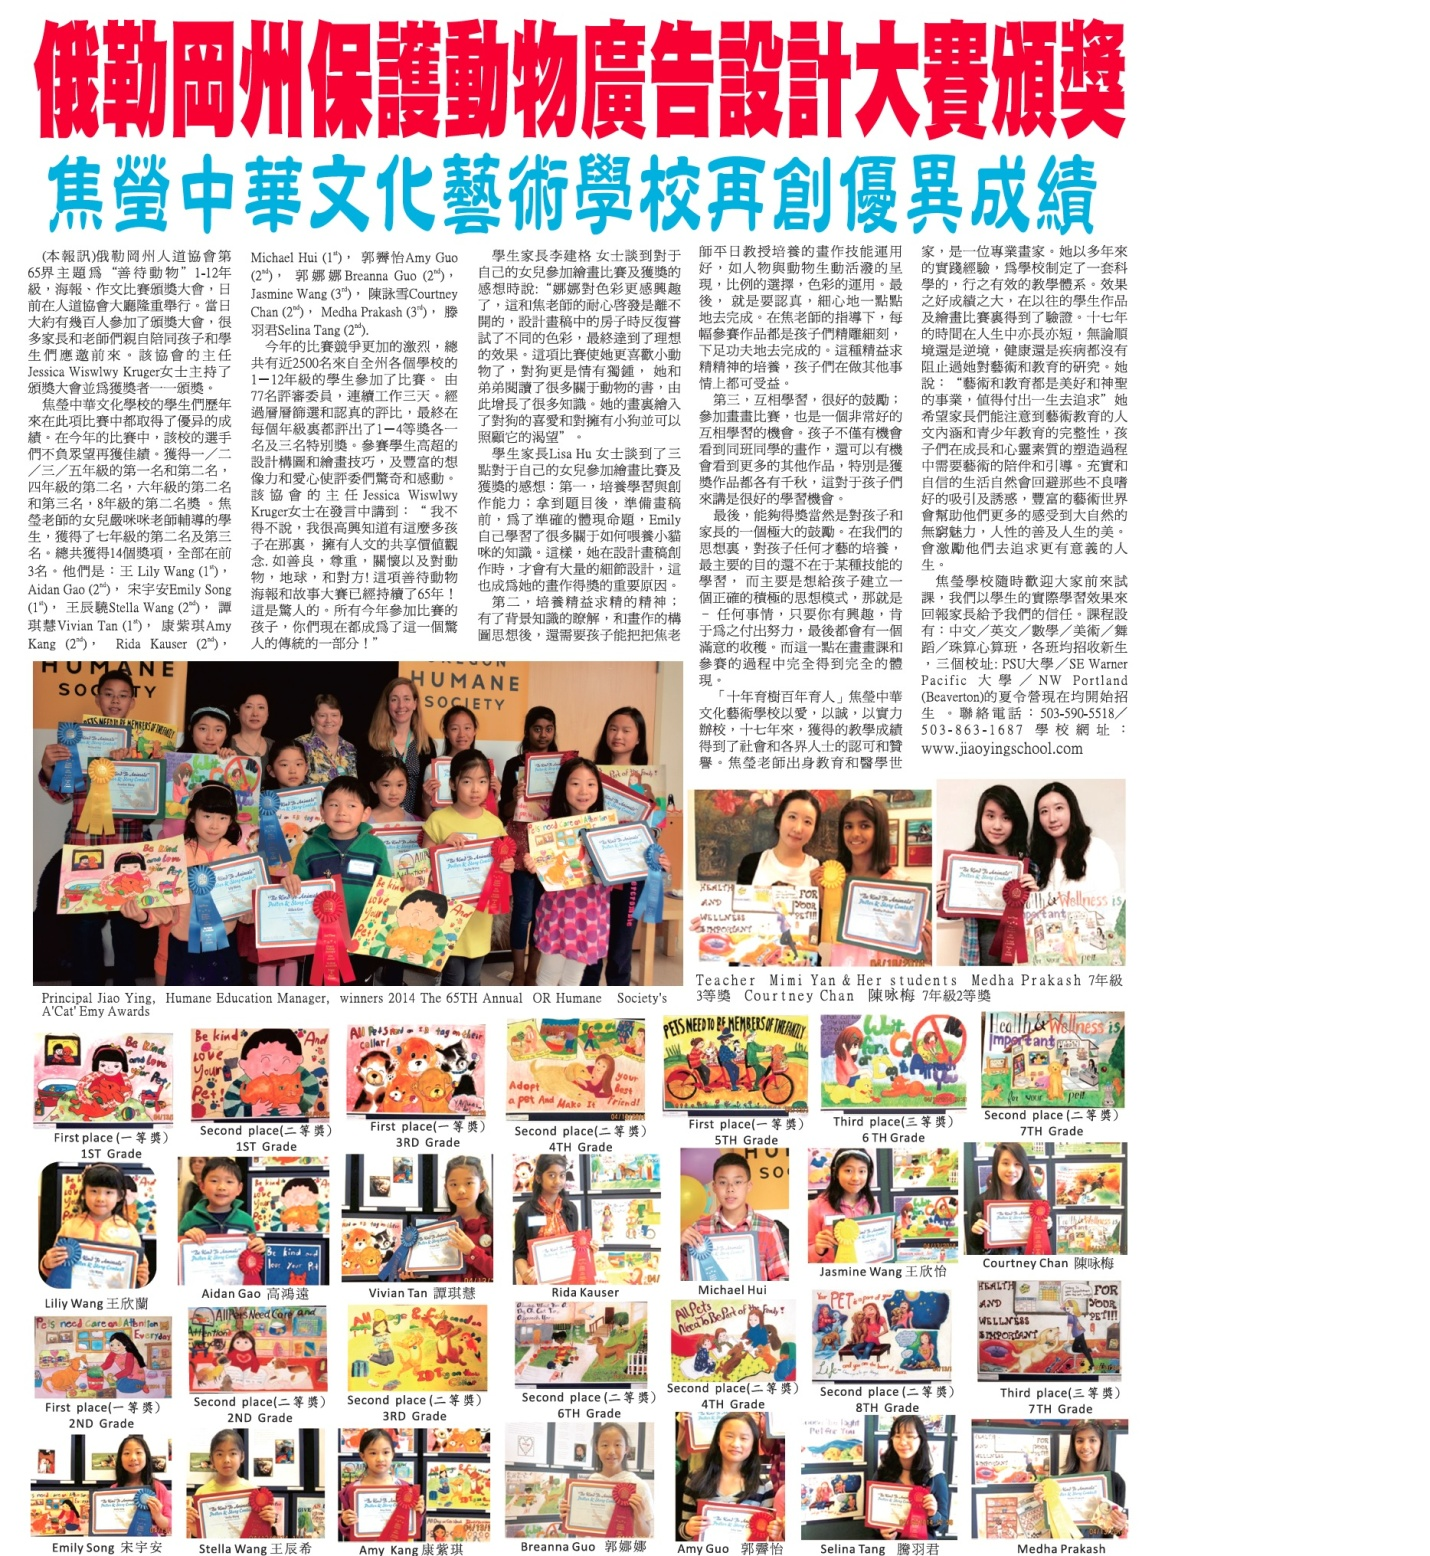 俄勒岡州保護動物廣告設計大賽頒獎
焦瑩中華文化藝術學校再創優異成績
(本報訊)俄勒岡州人道協會第
65界主題爲 “善待動物” 1-12年
級，海報、作文比賽頒獎大會，日
前在人道協會大廳隆重舉行。當日
大約有幾百人參加了頒獎大會，很
多家長和老師們親自陪同孩子和學
生們應邀前來。該協會的主任
Jessica Wiswlwy Kruger女士主持了
頒獎大會並爲獲獎者一一頒獎。
焦瑩中華文化學校的學生們歷年
來在此項比賽中都取得了優异的成
績。在今年的比賽中，該校的選手
們不負眾望再獲佳績。獲得一／二
／三／五年級的第一名和第二名，
四年級的第二名，六年級的第二名
和第三名，8年級的第二名獎 。焦
瑩老師的女兒嚴咪咪老師輔導的學
生，獲得了七年級的第二名及第三
名。總共獲得14個獎項，全部在前
3名。他們是：王 Lily Wang (1st)，
Aidan Gao (2nd)， 宋宇安Emily Song
(1st)， 王辰驍Stella Wang (2nd)， 譚
琪慧Vivian Tan (1st)， 康紫琪Amy
Kang (2nd)， Rida Kauser (2nd)，
Michael Hui (1st)， 郭霽怡Amy Guo
(2nd)， 郭娜娜Breanna Guo (2nd)，
Jasmine Wang (3rd)， 陳詠雪Courtney
Chan (2nd)， Medha Prakash (3rd)， 滕
羽君Selina Tang (2nd).
今年的比賽競爭更加的激烈，總
共有近2500名來自全州各個學校的
1－12年級的學生參加了比賽。 由
77名評審委員，連續工作三天。經
過層層篩選和認真的評比，最終在
每個年級裏都評出了1－4等獎各一
名及三名特別獎。參賽學生高超的
設計構圖和繪畫技巧，及豐富的想
像力和愛心使評委們驚奇和感動。
該協會的主任Jessica Wiswlwy
Kruger女士在發言中講到： “ 我不
得不說，我很高興知道有這麼多孩
子在那裏， 擁有人文的共享價值觀
念. 如善良，尊重，關懷以及對動
物，地球，和對方! 這項善待動物
海報和故事大賽已經持續了65年！
這是驚人的。所有今年參加比賽的
孩子，你們現在都成爲了這一個驚
人的傳統的一部分！”
學生家長李建格 女士談到對于
自己的女兒參加繪畫比賽及獲獎的
感想時說: “娜娜對色彩更感興趣
了，這和焦老師的耐心啓發是離不
開的，設計畫稿中的房子時反復嘗
試了不同的色彩，最終達到了理想
的效果。這項比賽使她更喜歡小動
物了，對狗更是情有獨鍾， 她和
弟弟閱讀了很多關于動物的書，由
此增長了很多知識。她的畫裏繪入
了對狗的喜愛和對擁有小狗並可以
照顧它的渴望” 。
學生家長Lisa Hu 女士談到了三
點對于自己的女兒參加繪畫比賽及
獲獎的感想：第一，培養學習與創
作能力；拿到題目後，準備畫稿
前，爲了準確的體現命題，Emily
自己學習了很多關于如何喂養小貓
咪的知識。這樣，她在設計畫稿創
作時，才會有大量的細節設計，這
也成爲她的畫作得獎的重要原因。
第二，培養精益求精的精神；
有了背景知識的瞭解，和畫作的構
圖思想後，還需要孩子能把把焦老
師平日教授培養的畫作技能運用
好，如人物與動物生動活潑的呈
現，比例的選擇，色彩的運用。最
後， 就是要認真，細心地一點點
地去完成。在焦老師的指導下，每
幅參賽作品都是孩子們精雕細刻，
下足功夫地去完成的。這種精益求
精精神的培養，孩子們在做其他事
情上都可受益。
第三，互相學習，很好的鼓勵；
參加畫畫比賽，也是一個非常好的
互相學習的機會。孩子不僅有機會
看到同班同學的畫作，還可以有機
會看到更多的其他作品，特別是獲
獎作品都各有千秋，這對于孩子們
來講是很好的學習機會。
最後，能夠得獎當然是對孩子和
家長的一個極大的鼓勵。在我們的
思想裏，對孩子任何才藝的培養，
最主要的目的還不在于某種技能的
學習， 而主要是想給孩子建立一
個正確的積極的思想模式，那就是
– 任何事情，只要你有興趣，肯
于爲之付出努力，最後都會有一個
滿意的收穫。而這一點在畫畫課和
參賽的過程中完全得到完全的體
現。
「十年育樹百年育人」焦瑩中華
文化藝術學校以愛，以誠，以實力
辦校，十七年來，獲得的教學成績
得到了社會和各界人士的認可和贊
譽。焦瑩老師出身教育和醫學世
家，是一位專業畫家。她以多年來
的實踐經驗，爲學校制定了一套科
學的，行之有效的教學體系。效果
之好成績之大，在以往的學生作品
及繪畫比賽裏得到了驗證。十七年
的時間在人生中亦長亦短，無論順
境還是逆境，健康還是疾病都沒有
阻止過她對藝術和教育的研究。她
說： “藝術和教育都是美好和神聖
的事業，値得付出一生去追求” 她
希望家長們能注意到藝術教育的人
文內涵和青少年教育的完整性，孩
子們在成長和心靈素質的塑造過程
中需要藝術的陪伴和引導。充實和
自信的生活自然會回避那些不良嗜
好的吸引及誘惑，豐富的藝術世界
會幫助他們更多的感受到大自然的
無窮魅力，人性的善及人生的美。
會激勵他們去追求更有意義的人
生。
焦瑩學校隨時歡迎大家前來試
課，我們以學生的實際學習效果來
回報家長給予我們的信任。課程設
有：中文／英文／數學／美術／舞
蹈／珠算心算班，各班均招收新生
，三個校址: PSU大學／SE Warner
Pacific 大學／NW Portland
(Beaverton)的夏令營現在均開始招
生 。聯絡電話：503-590-5518／
503-863-1687 學校網址：
www.jiaoyingschool.com
HUMANE
SOCIETY
OREGON
HUMANE
SOCIETY
Principal Jiao Ying, Humane Education Manager, winners 2014 The 65TH Annual OR Humane Society's
A'Cat' Emy Awards
Teacher Mimi Yan & Her students Medha Prakash 7年級
3等獎 Courtney Chan 陳咏梅 7年級2等獎
Be kind and love your Pet!
Be kind And Love Your Pet!
All Pets Need an ID tag on their collar!
Adopt a pet And Make It your best friend!
PETS NEED TO BE MEMBERS OF THE FAMILY
Health & Wellness is Important
for your pet
First place(一等獎)
1ST Grade
Second place(二等獎)
1ST Grade
First place(一等獎)
3RD Grade
Second place(二等獎)
4TH Grade
First place(一等獎)
5TH Grade
Third place(三等獎)
6TH Grade
Second place(二等獎)
7TH Grade
Liliy Wang 王欣蘭
Aidan Gao 高鴻遠
Vivian Tan 譚琪慧
Rida Kauser
Michael Hui
Jasmine Wang 王欣怡
Courtney Chan 陳咏梅
Pets need Care and Attention Everyday
All Pets Need Care and Attention
All Pets Need To Be Part of the Family!
HEALTH AND WELLNESS IS IMPORTANT FOR YOUR PET!!!
First place(一等獎)
2ND Grade
Second place(二等獎)
2ND Grade
Second place(二等獎)
3RD Grade
Second place(二等獎)
6TH Grade
Second place(二等獎)
4TH Grade
Second place(二等獎)
8TH Grade
Third place(三等獎)
7TH Grade
Emily Song 宋宇安
Stella Wang 王辰希
Amy Kang 康紫琪
Breanna Guo 郭娜娜
Amy Guo 郭霽怡
Selina Tang 騰羽君
Medha Prakash